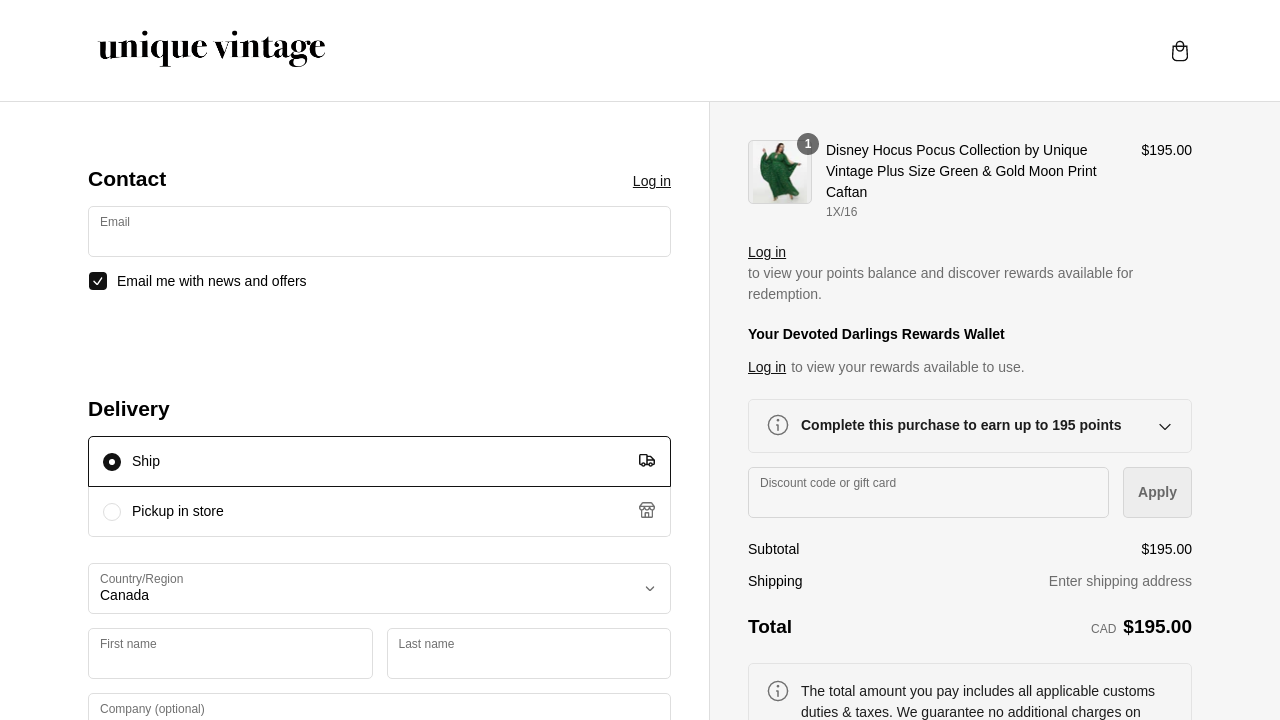 unique vintage
Contact
Log in
Email
Email me with news and offers
Delivery
Ship
Pickup in store
Country/Region
Canada
First name
Last name
Company (optional)
1
Disney Hocus Pocus Collection by Unique
Vintage Plus Size Green & Gold Moon Print
Caftan
1X/16
$195.00
Log in
to view your points balance and discover rewards available for
redemption.
Your Devoted Darlings Rewards Wallet
Log in to view your rewards available to use.
Complete this purchase to earn up to 195 points
Discount code or gift card
Apply
Subtotal
$195.00
Shipping
Enter shipping address
Total
CAD $195.00
The total amount you pay includes all applicable customs
duties & taxes. We guarantee no additional charges on